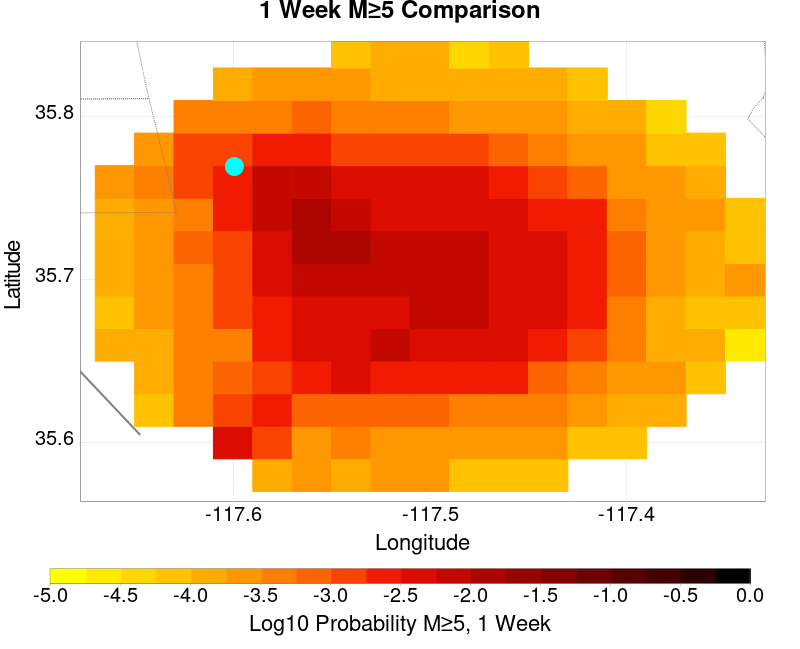 1 Week M≥5 Comparison
35.8
35.7
35.6
Latitude
-117.6 -117.5 -117.4
Longitude
-5.0 -4.5 -4.0 -3.5 -3.0 -2.5 -2.0 -1.5 -1.0 -0.5 0.0
Log10 Probability M≥5, 1 Week